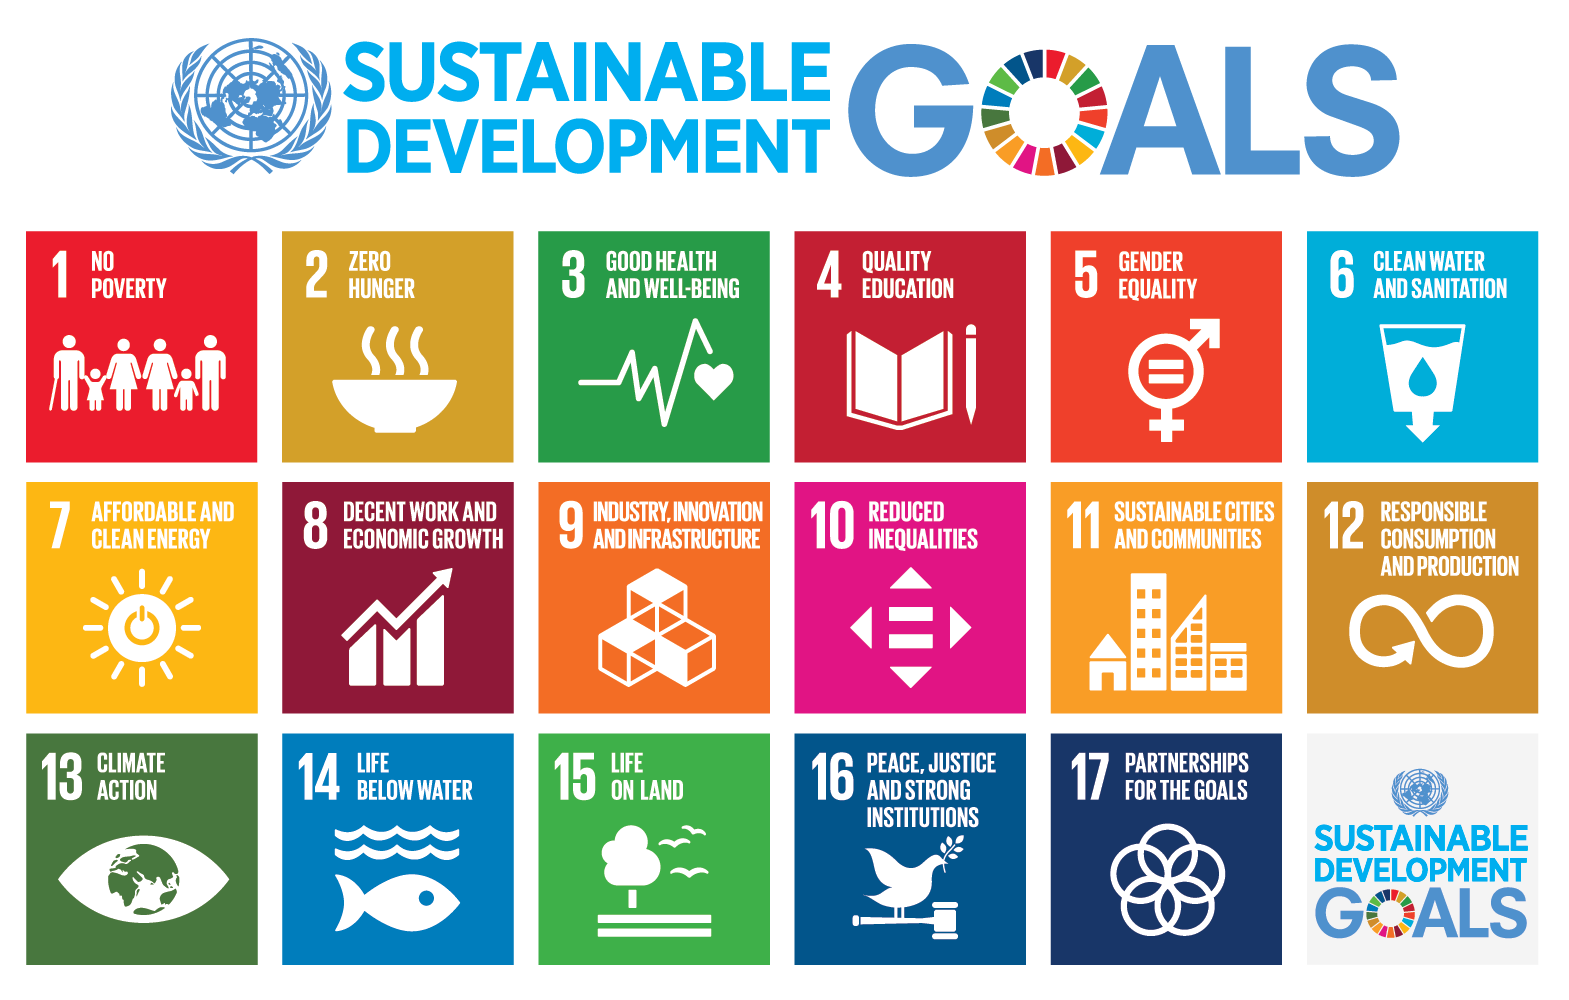 SUSTAINABLE
DEVELOPMENT
GOALS
1 NO
POVERTY
2 ZERO
HUNGER
3 GOOD HEALTH
AND WELL-BEING
4 QUALITY
EDUCATION
5 GENDER
EQUALITY
6 CLEAN WATER
AND SANITATION
7 AFFORDABLE AND
CLEAN ENERGY
8 DECENT WORK AND
ECONOMIC GROWTH
9 INDUSTRY, INNOVATION
AND INFRASTRUCTURE
10 REDUCED
INEQUALITIES
11 SUSTAINABLE CITIES
AND COMMUNITIES
12 RESPONSIBLE
CONSUMPTION
AND PRODUCTION
13 CLIMATE
ACTION
14 LIFE
BELOW WATER
15 LIFE
ON LAND
16 PEACE, JUSTICE
AND STRONG
INSTITUTIONS
17 PARTNERSHIPS
FOR THE GOALS
SUSTAINABLE
DEVELOPMENT
GOALS